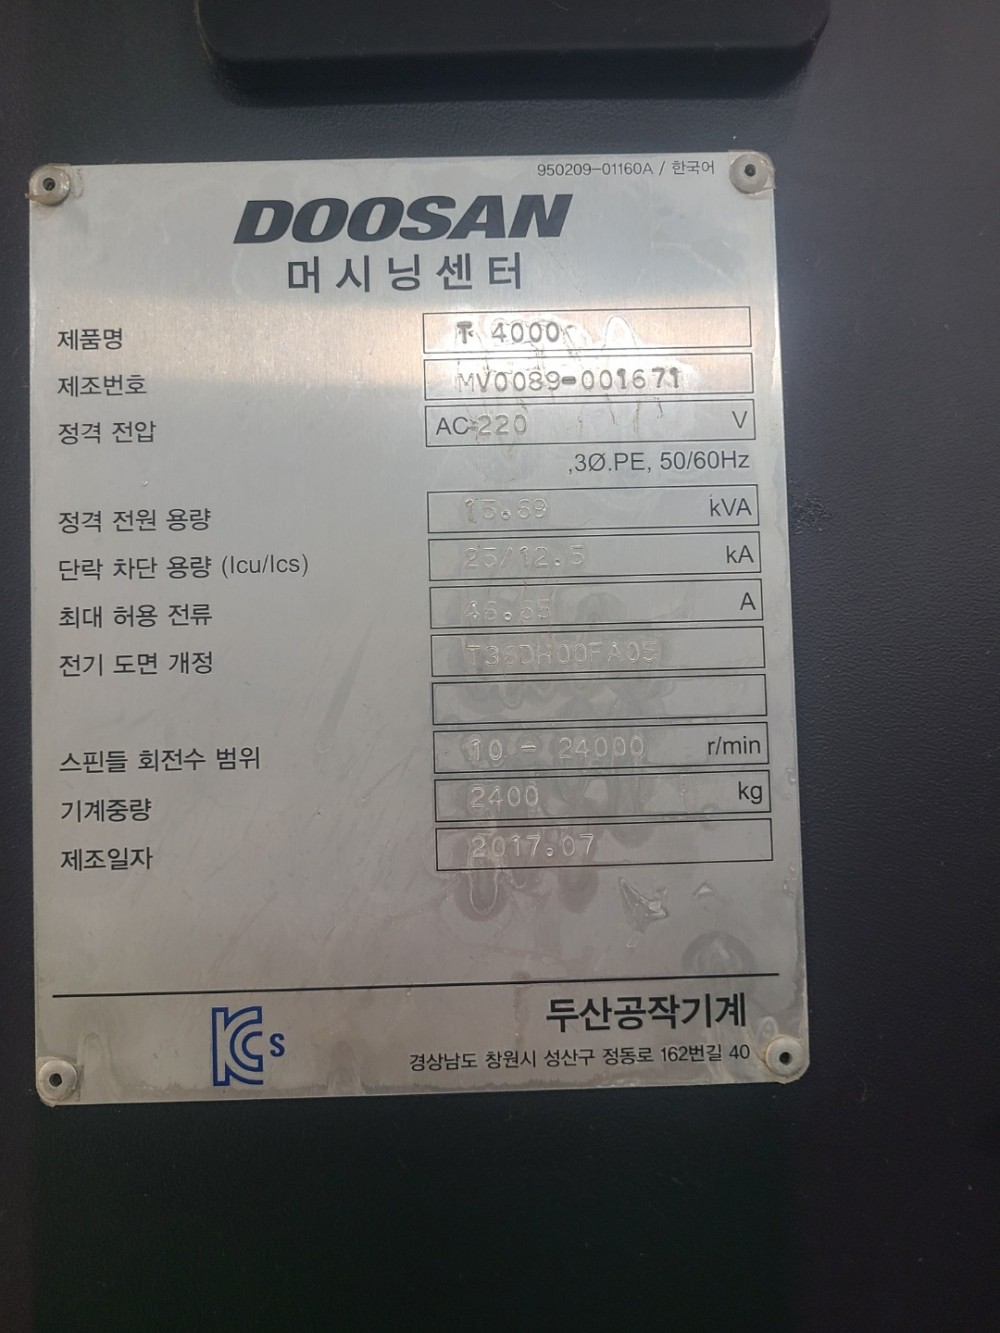 950209-01160A / 한국어
DOOSAN
머시닝센터
제품명 T 4000
제조번호 MV0089-001671
정격 전압 AC 220 V
,3Ø.PE, 50/60Hz
정격 전원 용량 15.69 kVA
단락 차단 용량 (Icu/Ics) 25/12.5 kA
최대 허용 전류 A
전기 도면 개정
스핀들 회전수 범위 10 - 24000 r/min
기계중량 2400 kg
제조일자 2017.07
두산공작기계
KCs
경상남도 창원시 성산구 정동로 162번길 40